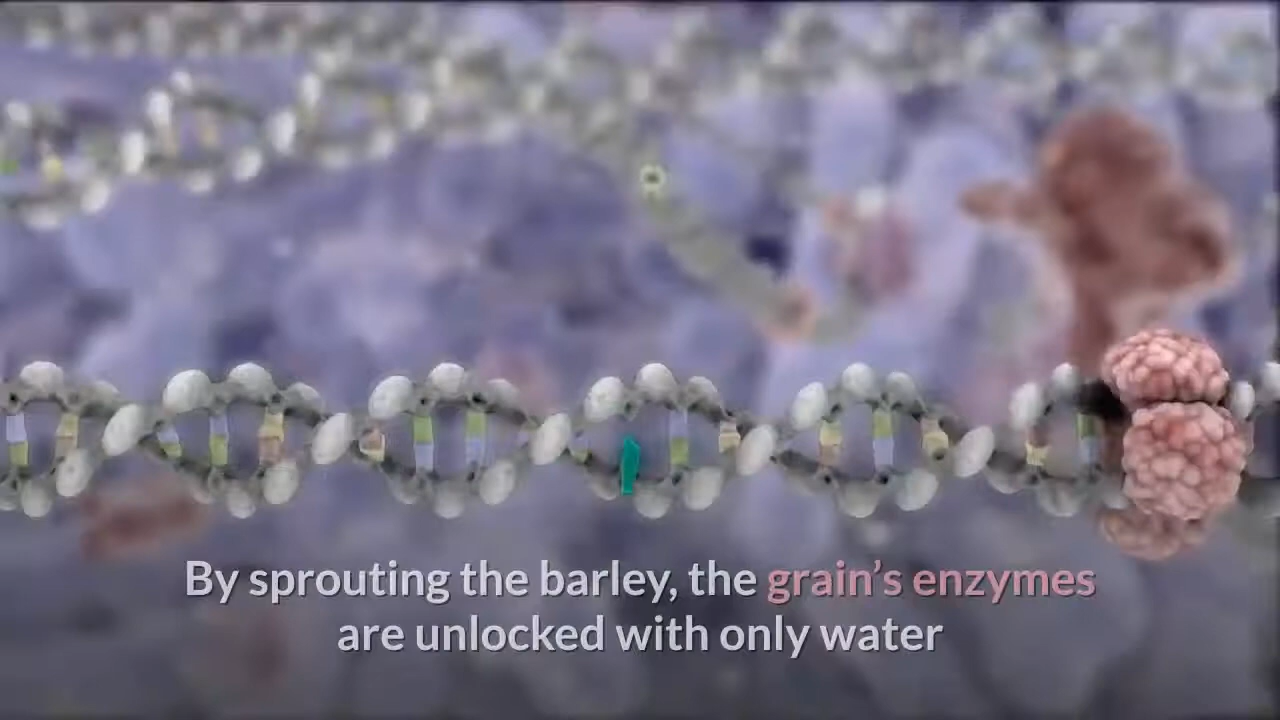 By sprouting the barley, the grain’s enzymes
are unlocked with only water